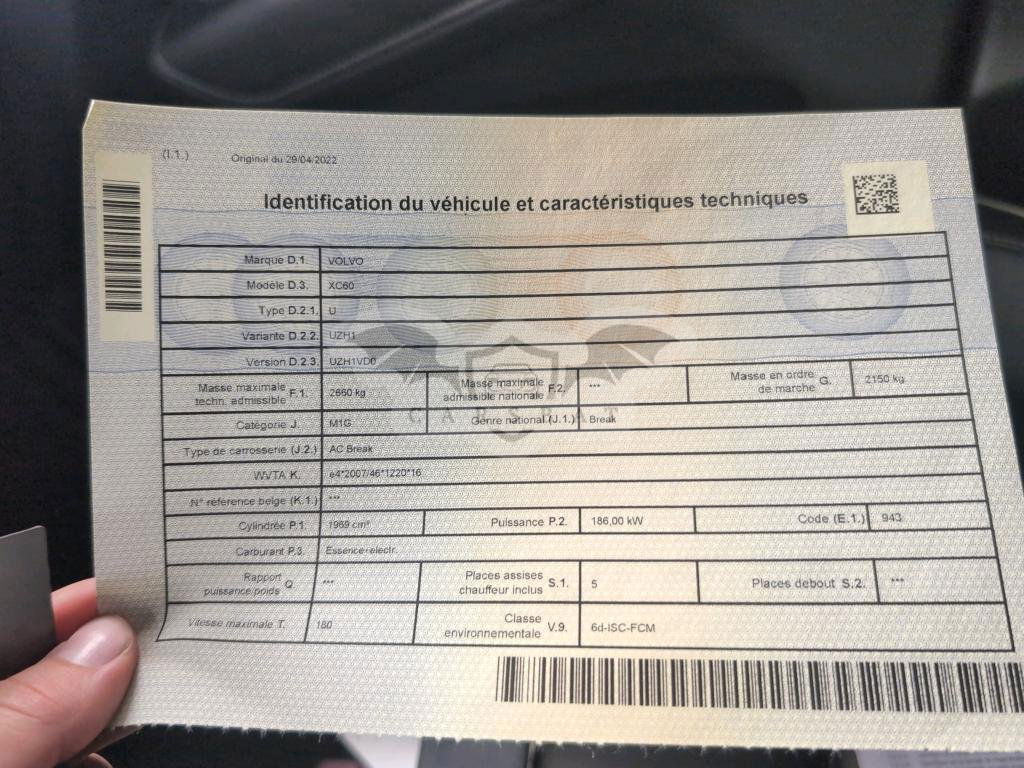 (I.1.) Original du 29/04/2022
Identification du véhicule et caractéristiques techniques
Marque D.1. VOLVO
Modèle D.3. XC60
Type D.2.1. U
Variante D.2.2. UZH1
Version D.2.3. UZH1VD0
Masse maximale techn. admissible F.1. 2660 kg Masse maximale admissible nationale F.2. *** Masse en ordre de marche G. 2150 kg
Catégorie J. M1G Genre national (J.1.) Break
CARSBAT
Type de carrosserie (J.2.) AC Break
WVTA K. e4*2007/46*1220*16
N° référence belge (K.1.) ***
Cylindrée P.1. 1969 cm³ Puissance P.2. 186,00 kW Code (E.1.) 943
Carburant P.3. Essence+electr.
Rapport puissance/poids Q. *** Places assises chauffeur inclus S.1. 5 Places debout S.2. ***
Vitesse maximale T. 180 Classe environnementale V.9. 6d-ISC-FCM